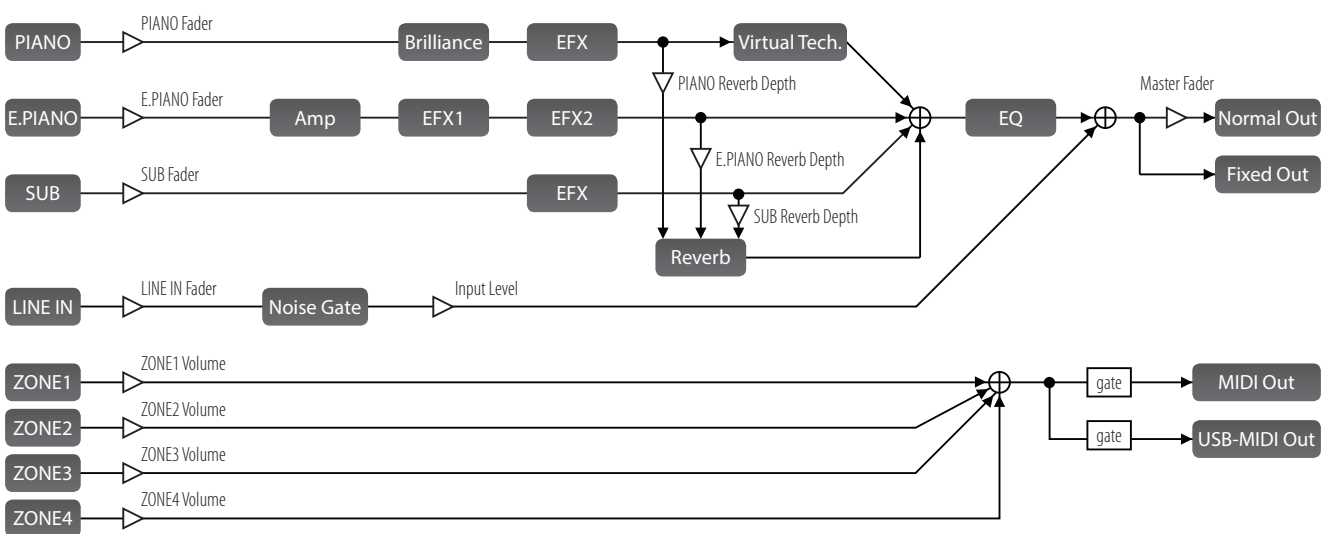 PIANO Fader
PIANO
Brilliance
EFX
Virtual Tech.
PIANO Reverb Depth
Master Fader
E.PIANO Fader
E.PIANO
Amp
EFX1
EFX2
EQ
Normal Out
E.PIANO Reverb Depth
SUB Fader
Fixed Out
SUB
EFX
SUB Reverb Depth
Reverb
LINE IN Fader
Input Level
LINE IN
Noise Gate
ZONE1 Volume
ZONE1
gate
MIDI Out
ZONE2 Volume
ZONE2
gate
USB-MIDI Out
ZONE3 Volume
ZONE3
ZONE4 Volume
ZONE4